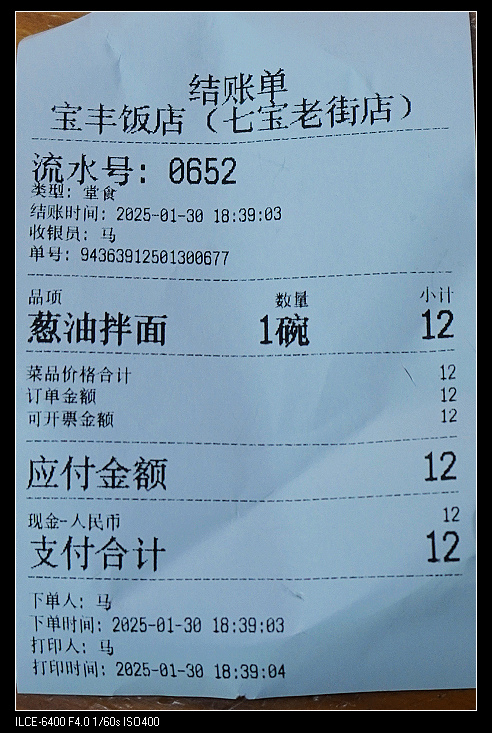 结账单
宝丰饭店（七宝老街店）
流水号: 0652
类型: 堂食
结账时间: 2025-01-30 18:39:03
收银员: 马
单号: 94363912501300677
品项 数量 小计
葱油拌面 1碗 12
菜品价格合计 12
订单金额 12
可开票金额 12
应付金额 12
现金-人民币 12
支付合计 12
下单人: 马
下单时间: 2025-01-30 18:39:03
打印人: 马
打印时间: 2025-01-30 18:39:04
ILCE-6400 F4.0 1/60s ISO400